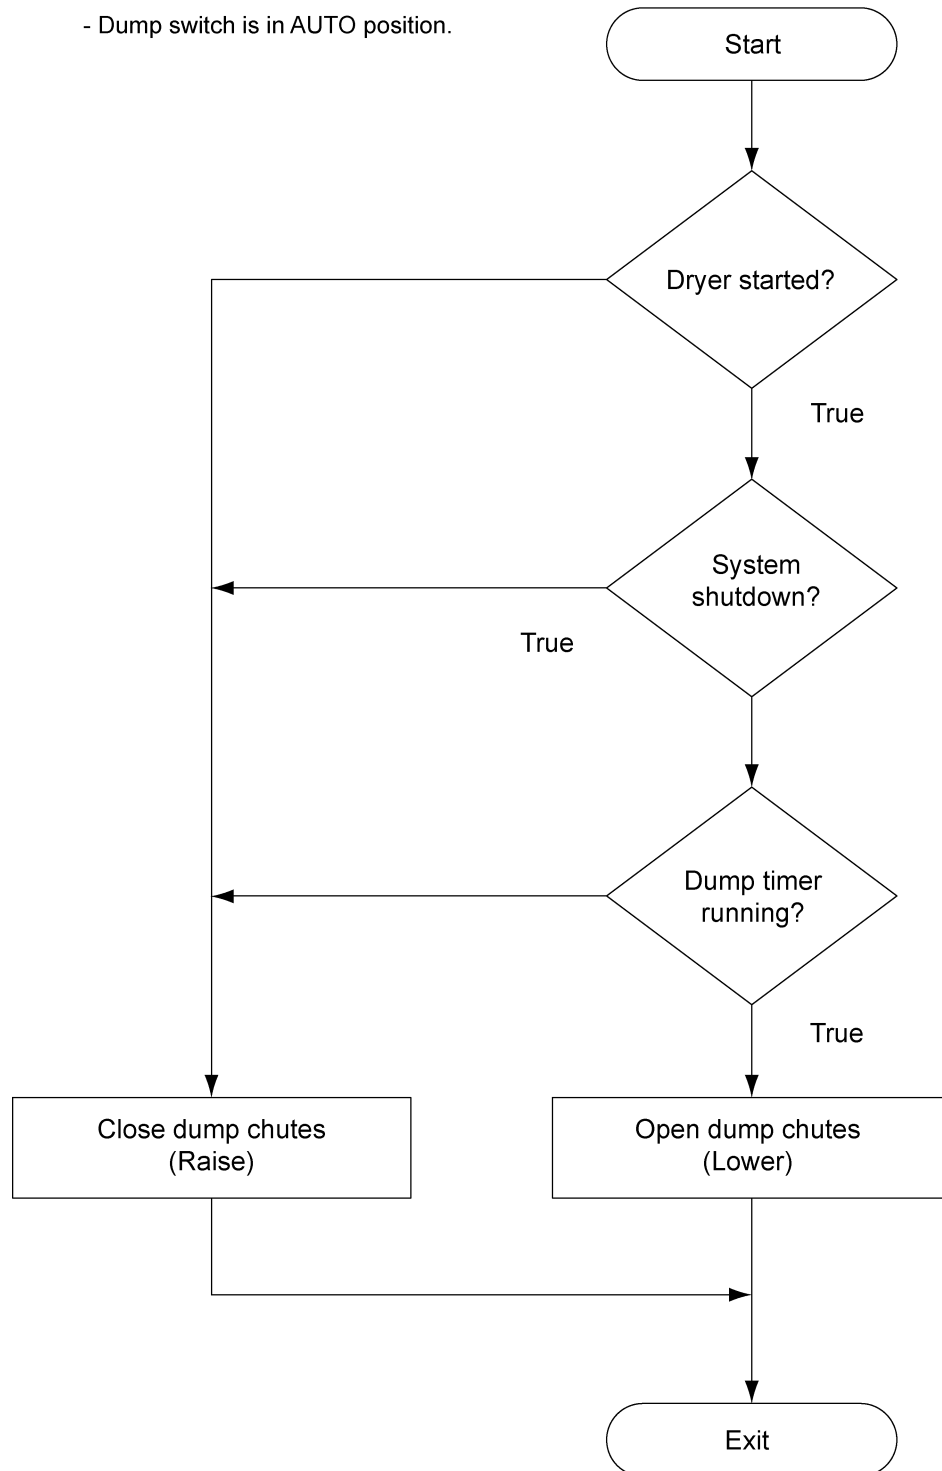 - Dump switch is in AUTO position.
Start
Dryer started?
True
System
shutdown?
True
Dump timer
running?
True
Close dump chutes
(Raise)
Open dump chutes
(Lower)
Exit